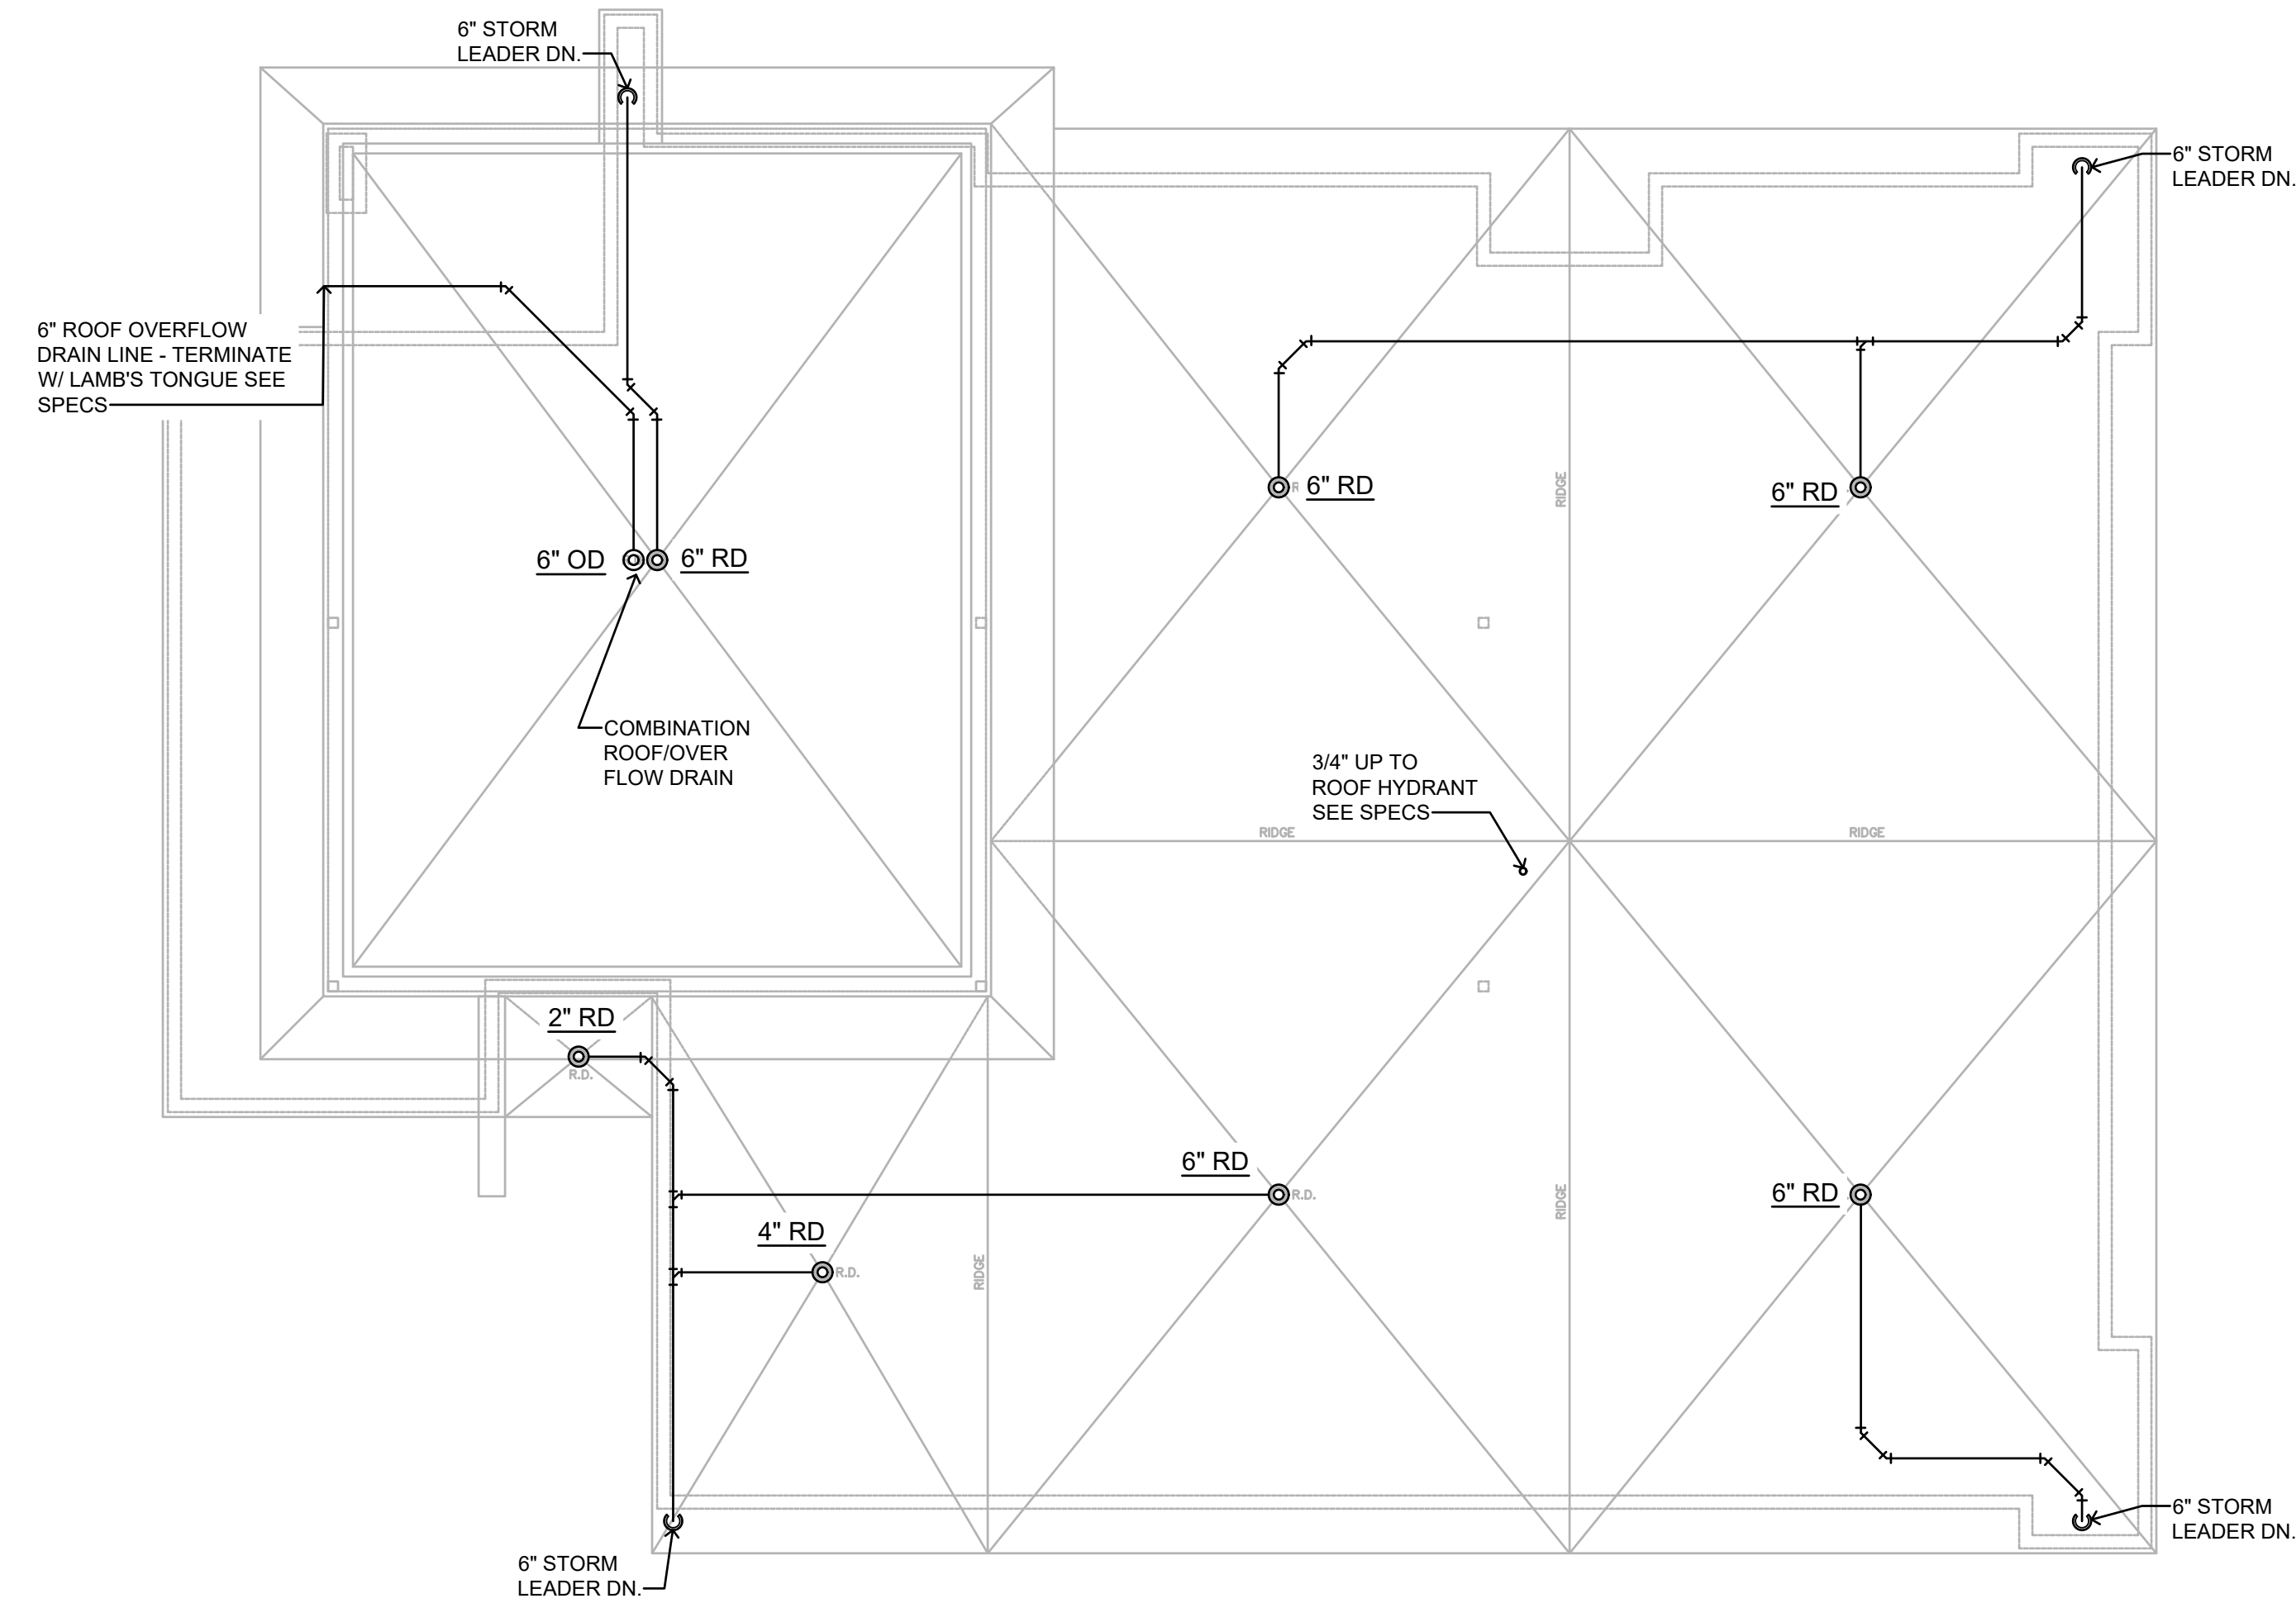 6" STORM
LEADER DN.
6" STORM
LEADER DN.
6" ROOF OVERFLOW
DRAIN LINE - TERMINATE
W/ LAMB'S TONGUE SEE
SPECS
R
6" RD
RIDGE
6" RD
6" OD
6" RD
COMBINATION
ROOF/OVER
FLOW DRAIN
3/4" UP TO
ROOF HYDRANT
SEE SPECS
RIDGE
RIDGE
2" RD
R.D.
6" RD
R.D.
RIDGE
6" RD
4" RD
R.D.
RIDGE
6" STORM
LEADER DN.
6" STORM
LEADER DN.